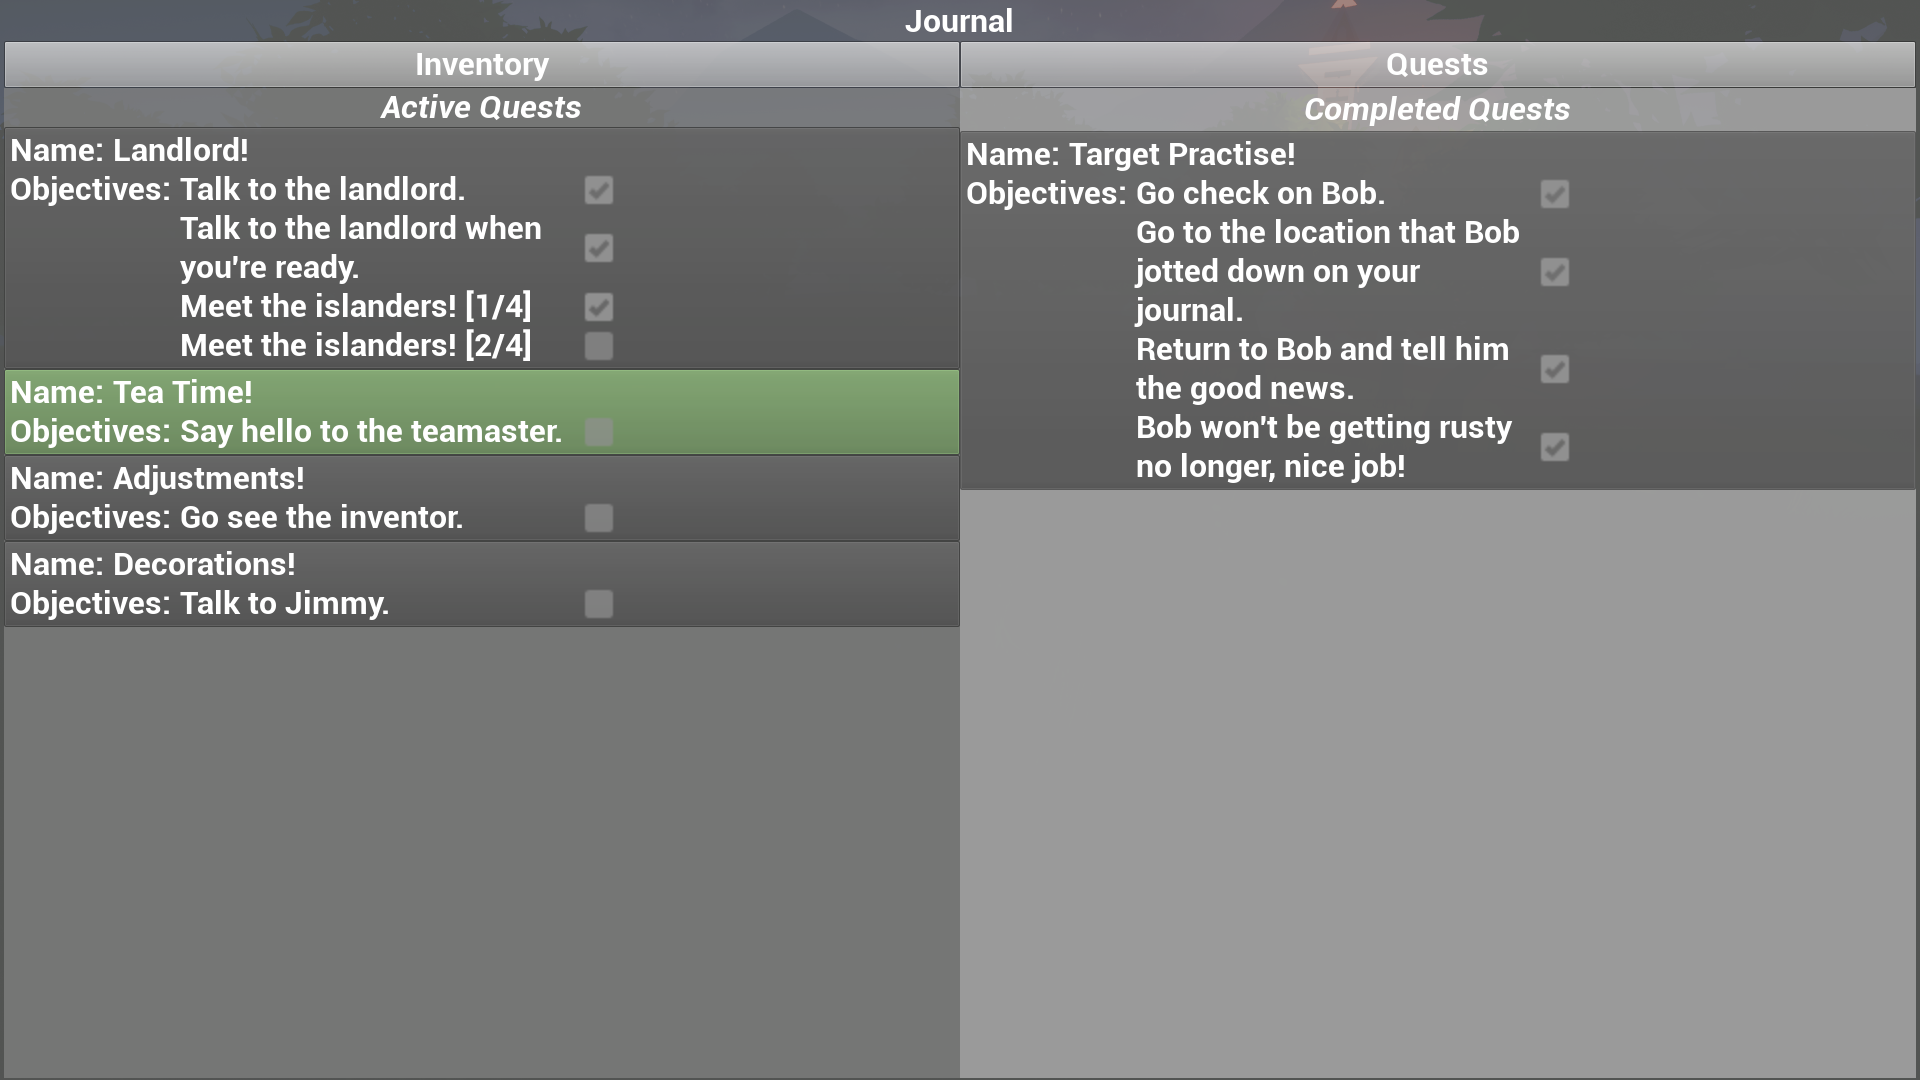 Journal
Inventory
Quests
Active Quests
Name: Landlord!
Objectives: Talk to the landlord.
Talk to the landlord when
you're ready.
Meet the islanders! [1/4]
Meet the islanders! [2/4]
Name: Tea Time!
Objectives: Say hello to the teamaster.
Name: Adjustments!
Objectives: Go see the inventor.
Name: Decorations!
Objectives: Talk to Jimmy.
Completed Quests
Name: Target Practise!
Objectives: Go check on Bob.
Go to the location that Bob
jotted down on your
journal.
Return to Bob and tell him
the good news.
Bob won't be getting rusty
no longer, nice job!